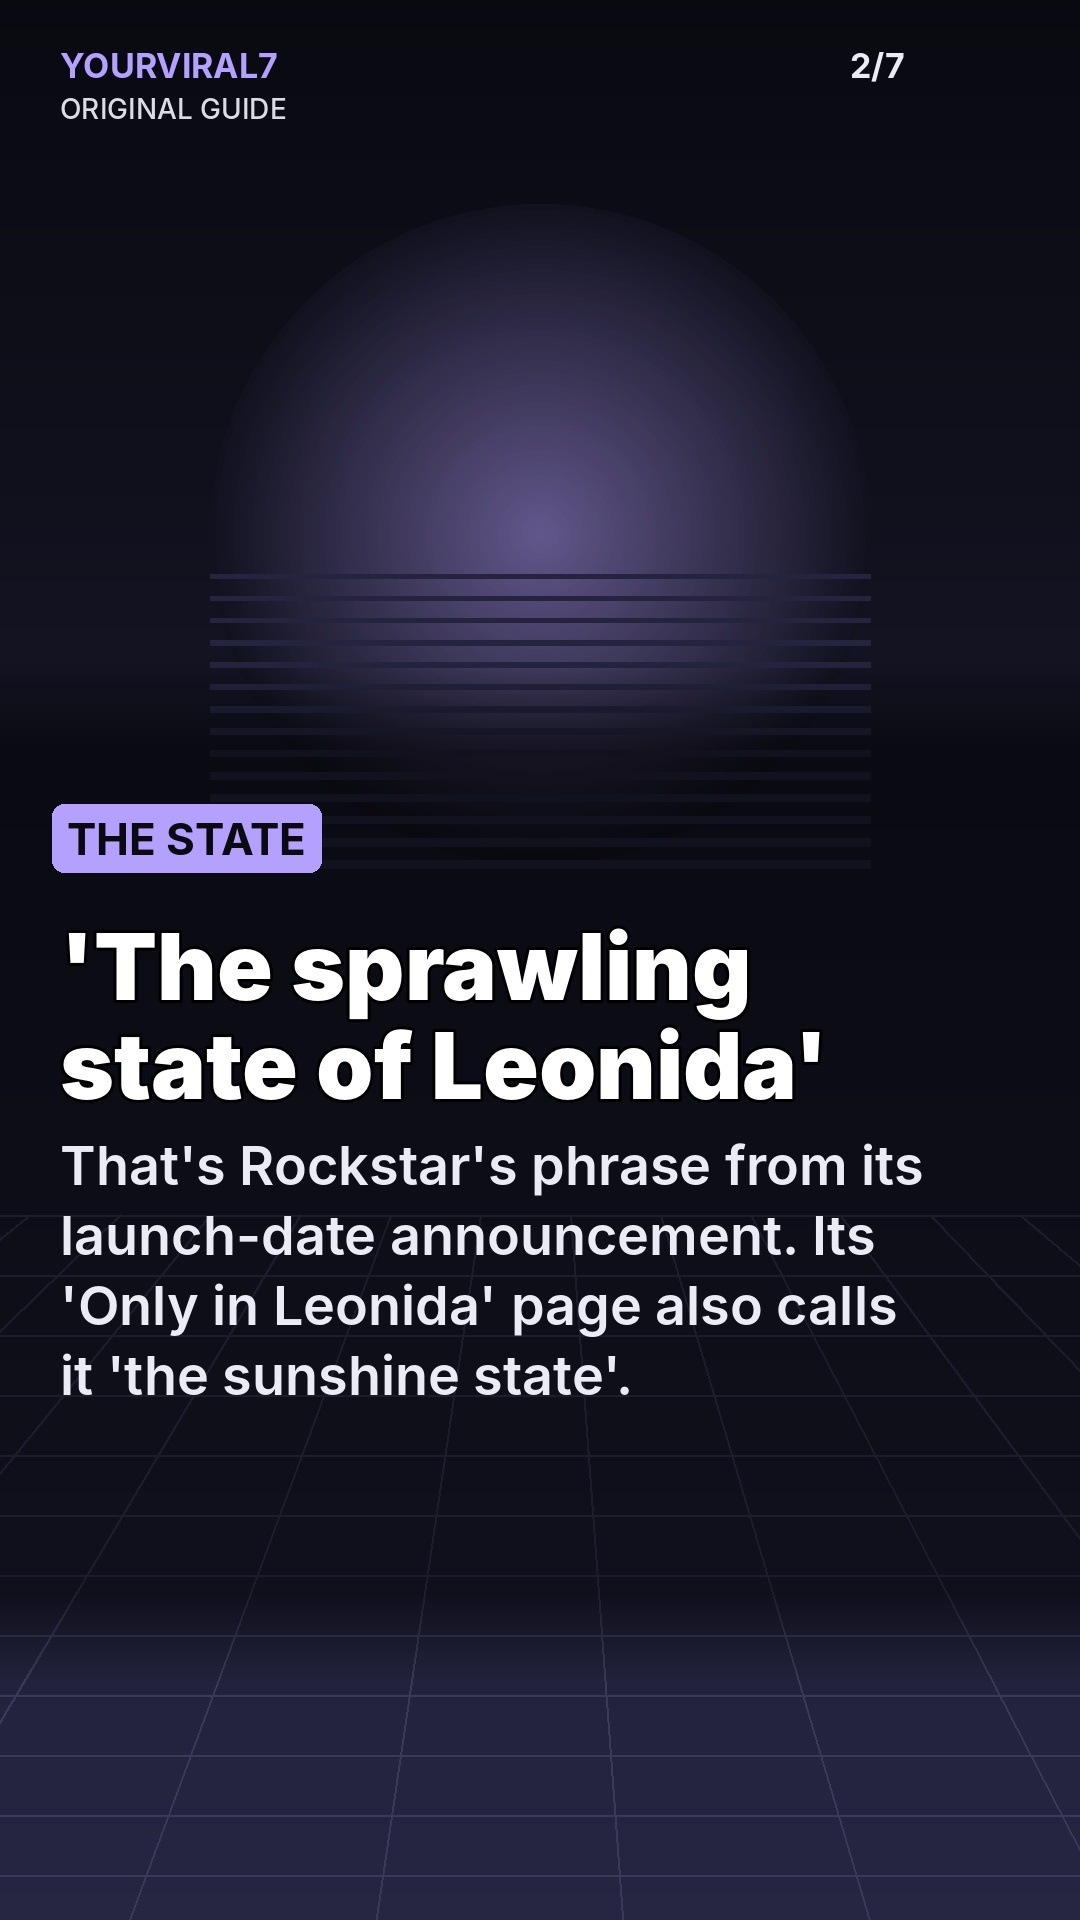 YOURVIRAL7
2/7
ORIGINAL GUIDE
THE STATE
'The sprawling
state of Leonida'
That's Rockstar's phrase from its
launch-date announcement. Its
'Only in Leonida' page also calls
it 'the sunshine state'.